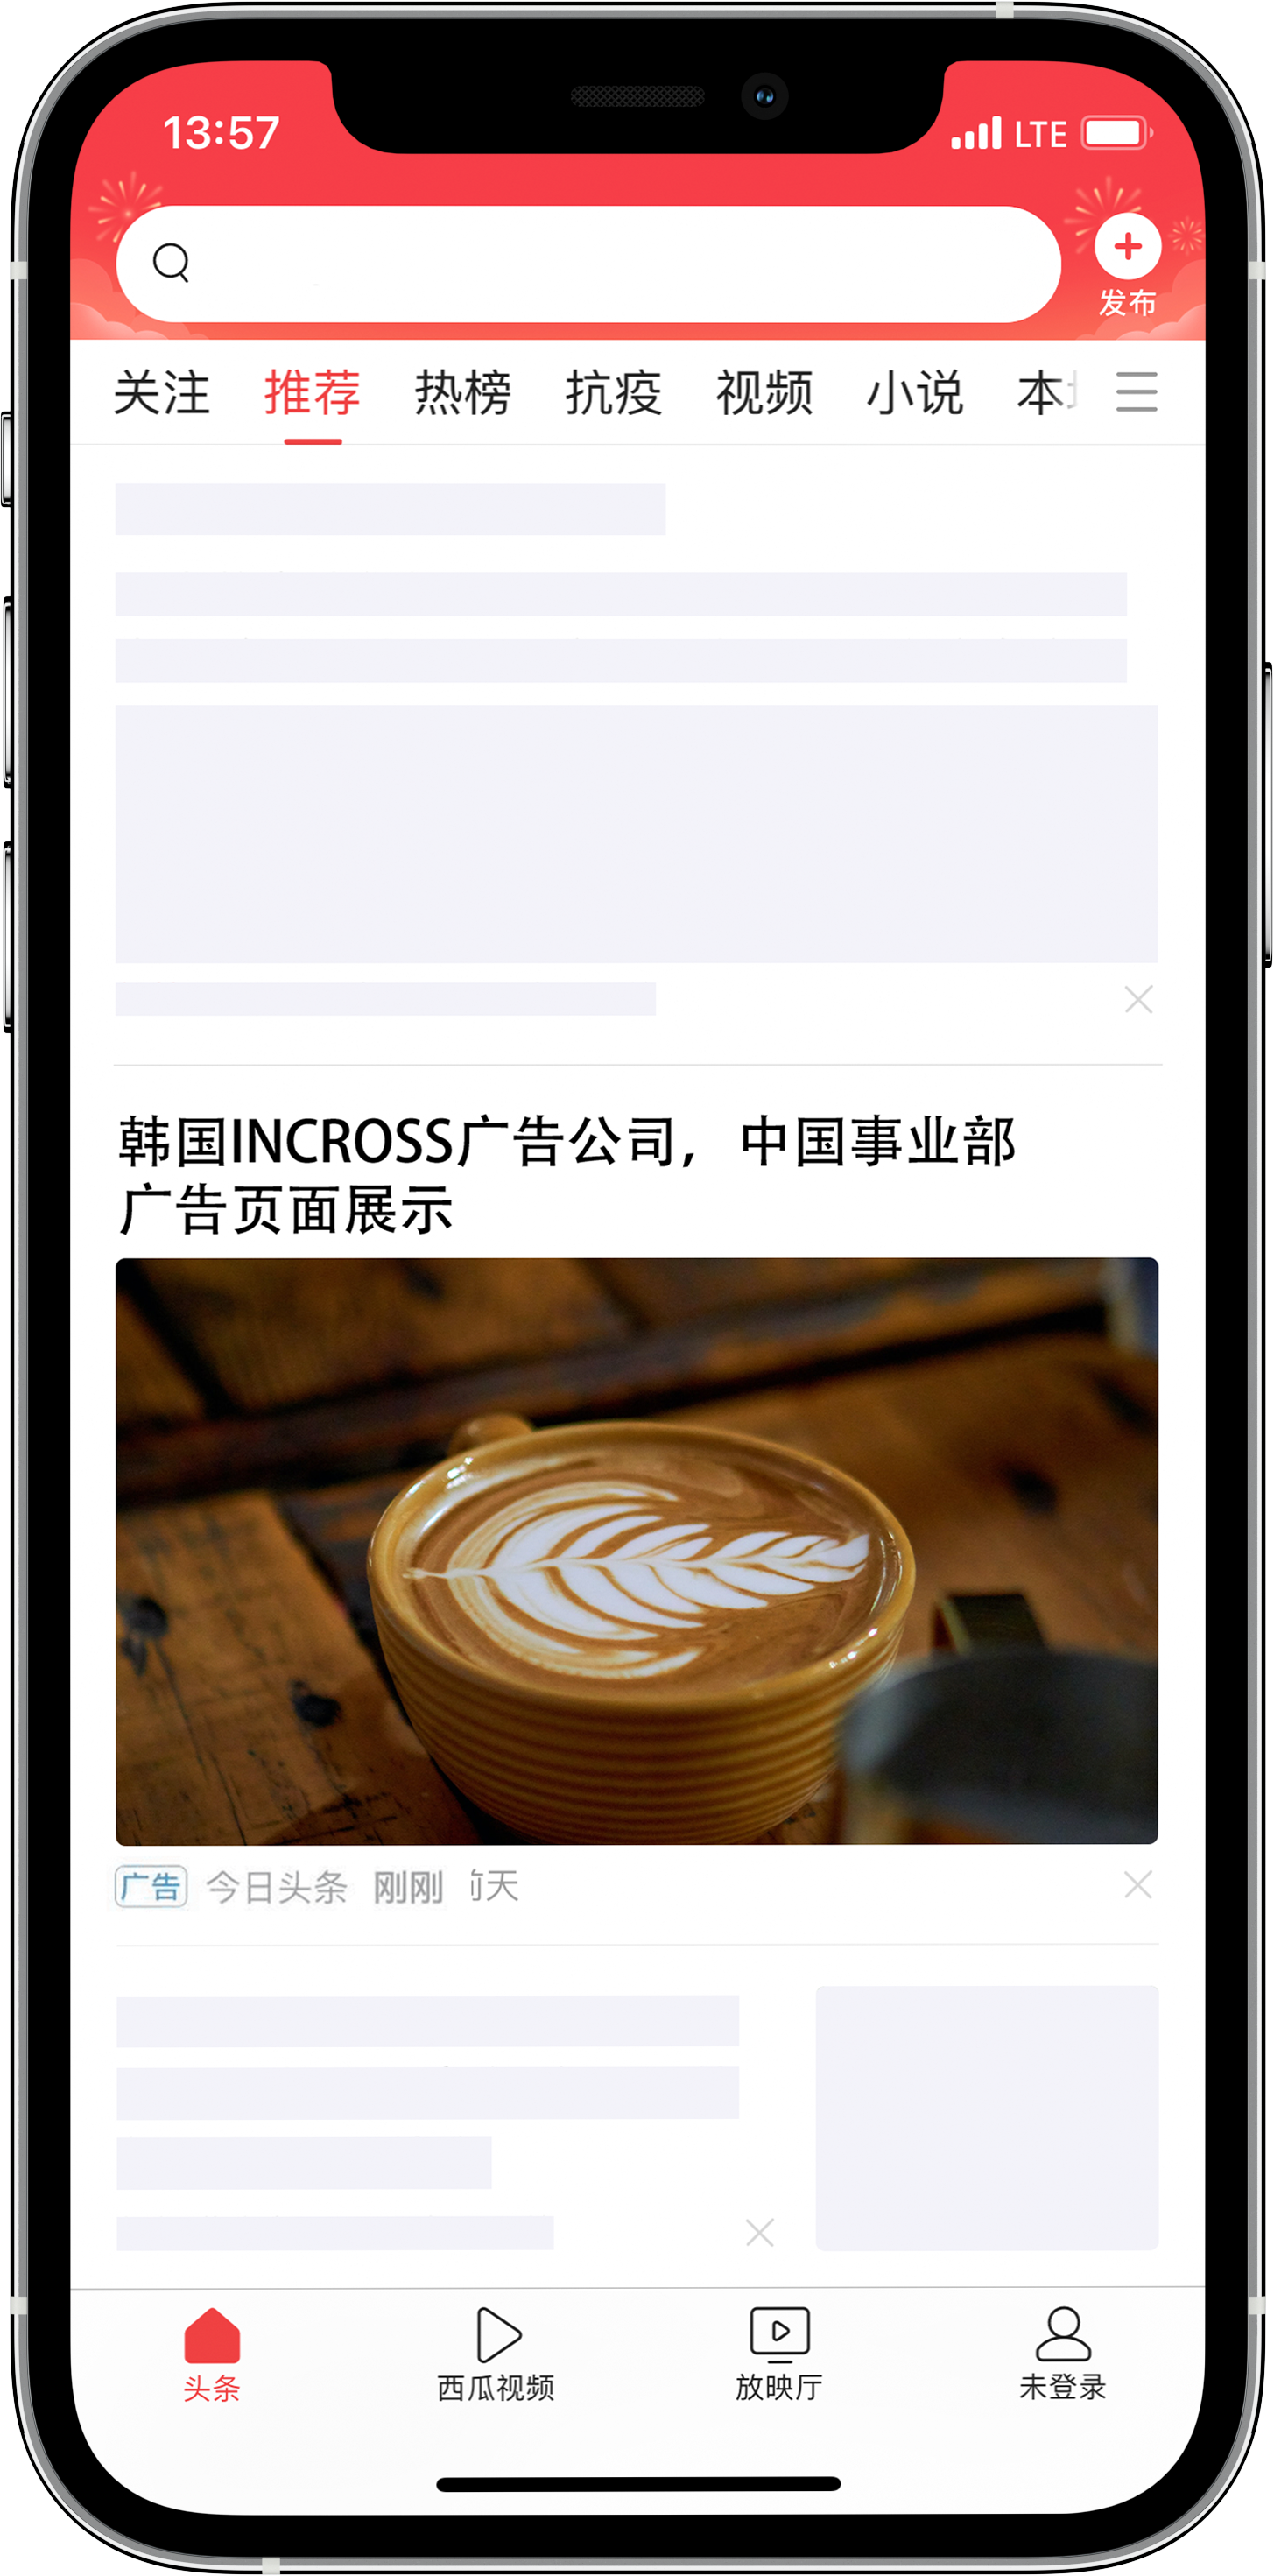 13:57
LTE
发布
关注 推荐 热榜 抗疫 视频 小说 本
韩国INCROSS广告公司，中国事业部
广告页面展示
广告 今日头条 刚刚 天
头条 西瓜视频 放映厅 未登录